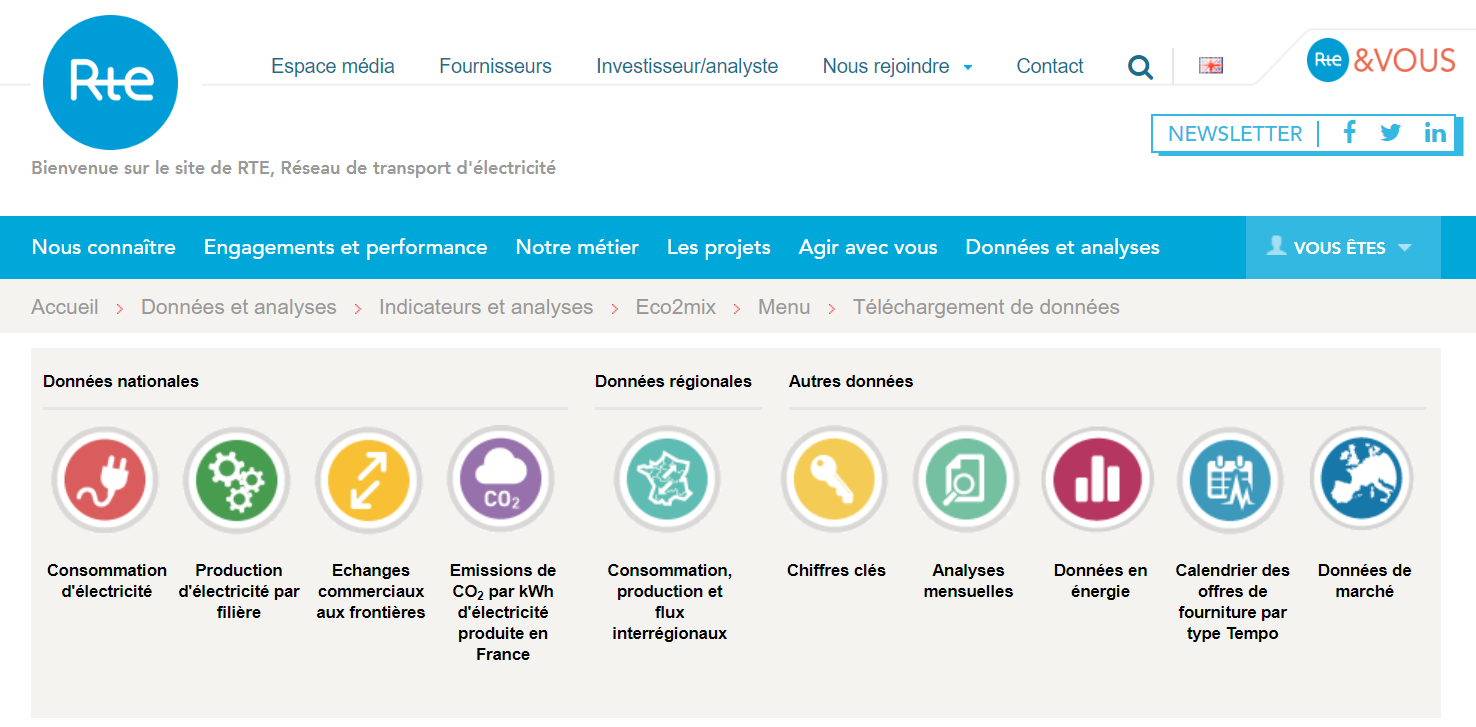 Rte
Espace média
Fournisseurs
Investisseur/analyste
Nous rejoindre
Contact
Rte &VOUS
NEWSLETTER
Bienvenue sur le site de RTE, Réseau de transport d'électricité
Nous connaître
Engagements et performance
Notre métier
Les projets
Agir avec vous
Données et analyses
VOUS ÊTES
Accueil > Données et analyses > Indicateurs et analyses > Eco2mix > Menu > Téléchargement de données
Données nationales
CO₂
Consommation
d'électricité
Production
d'électricité par
filière
Echanges
commerciaux
aux frontières
Emissions de
CO₂ par kWh
d'électricité
produite en
France
Données régionales
Consommation,
production et
flux
interrégionaux
Autres données
Chiffres clés
Analyses
mensuelles
Données en
énergie
Calendrier des
offres de
fourniture par
type Tempo
Données de
marché